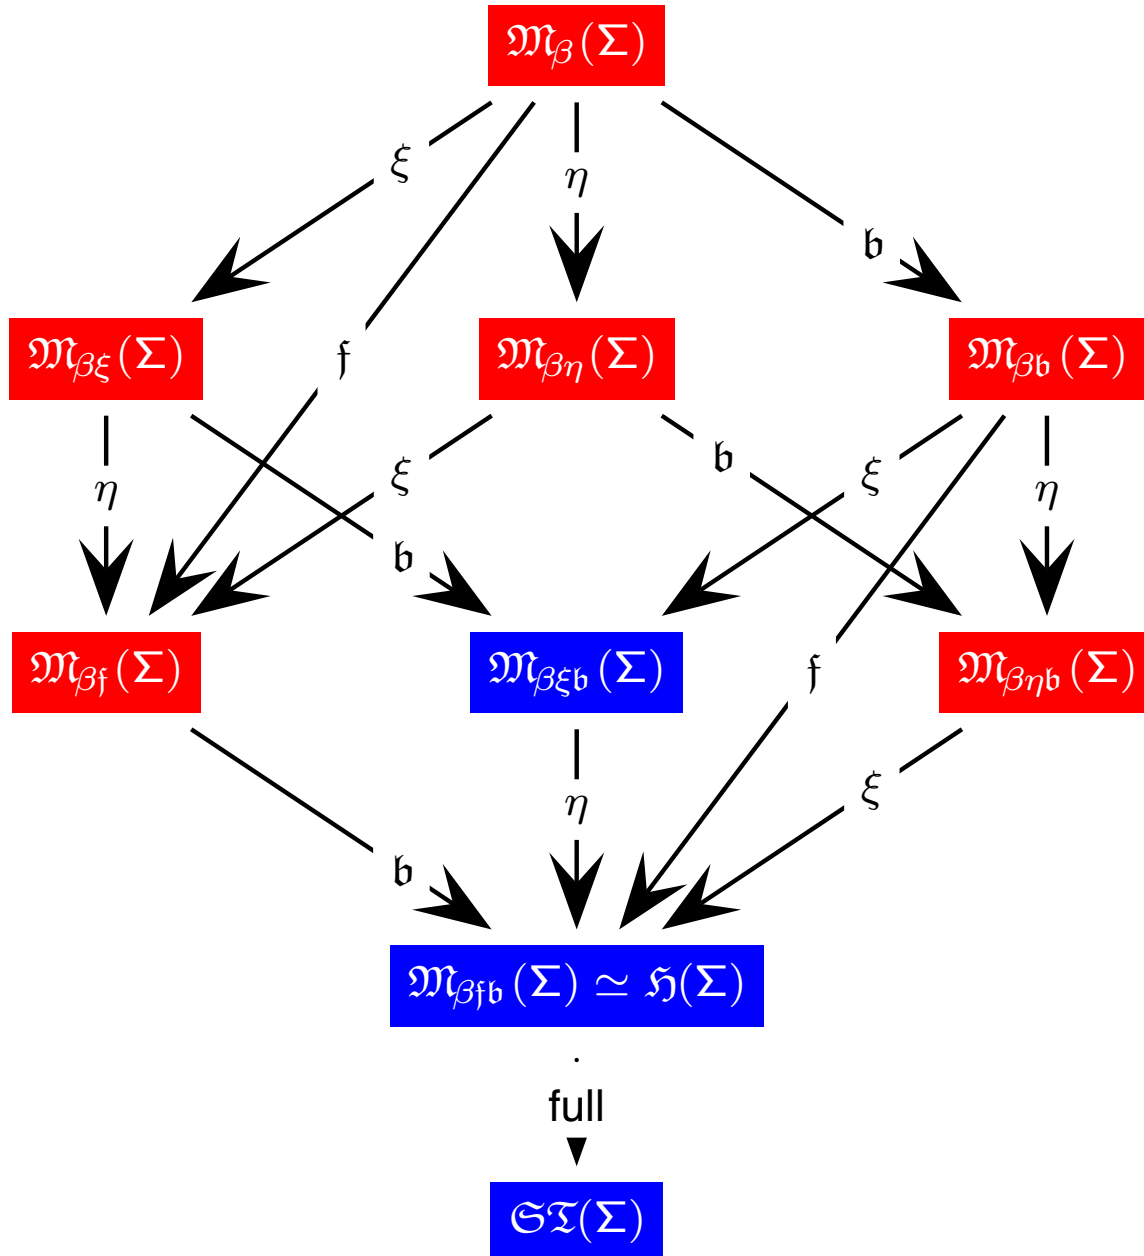 𝔐β(Σ)
ξ
η
𝔟
𝔣
𝔐βξ(Σ) 𝔐βη(Σ) 𝔐β𝔟(Σ)
η
ξ
𝔟
ξ
η
𝔟
𝔣
𝔐β𝔣(Σ) 𝔐βξ𝔟(Σ) 𝔐βη𝔟(Σ)
η
ξ
𝔟
𝔐β𝔣𝔟(Σ) ≃ ℌ(Σ)
full
𝔖𝔗(Σ)